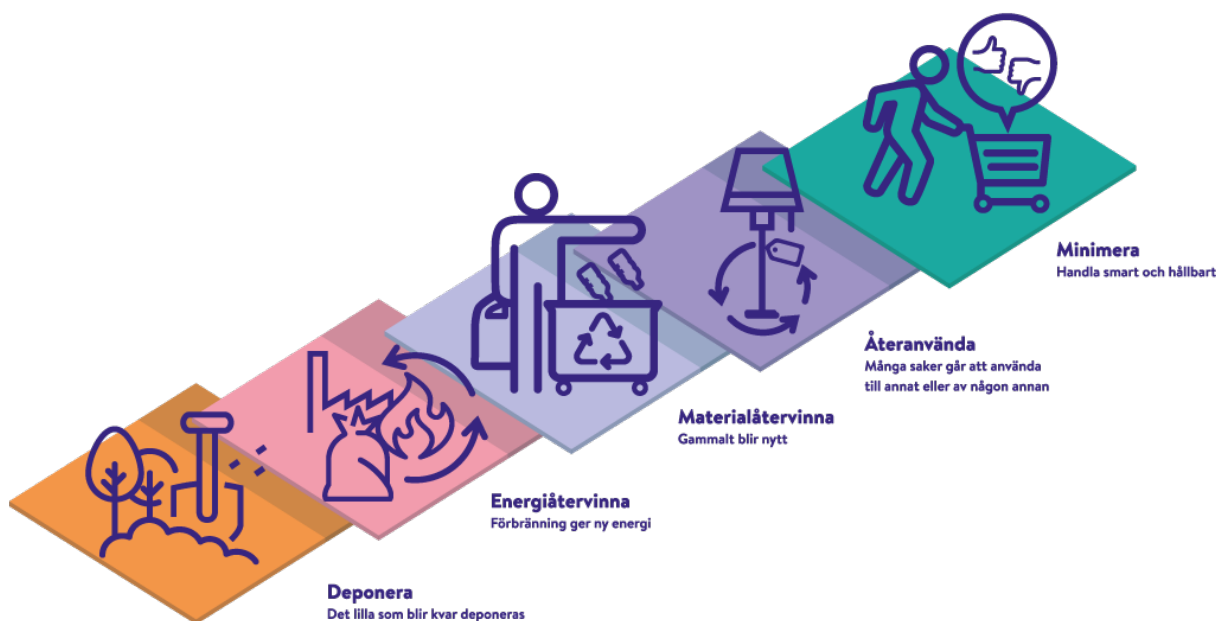 Minimera
Handla smart och hållbart
Återanvända
Många saker går att använda
till annat eller av någon annan
Materialåtervinna
Gammalt blir nytt
Energiåtervinna
Förbränning ger ny energi
Deponera
Det lilla som blir kvar deponeras